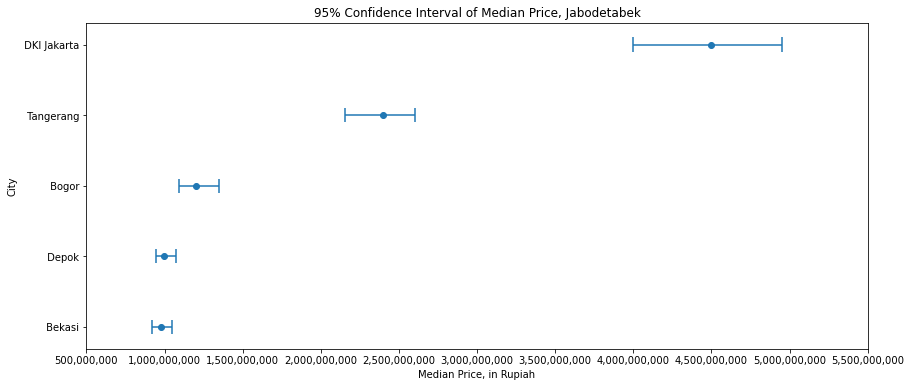 95% Confidence Interval of Median Price, Jabodetabek
DKI Jakarta
Tangerang
Bogor
Depok
Bekasi
City
500,000,000 1,000,000,000 1,500,000,000 2,000,000,000 2,500,000,000 3,000,000,000 3,500,000,000 4,000,000,000 4,500,000,000 5,000,000,000 5,500,000,000
Median Price, in Rupiah